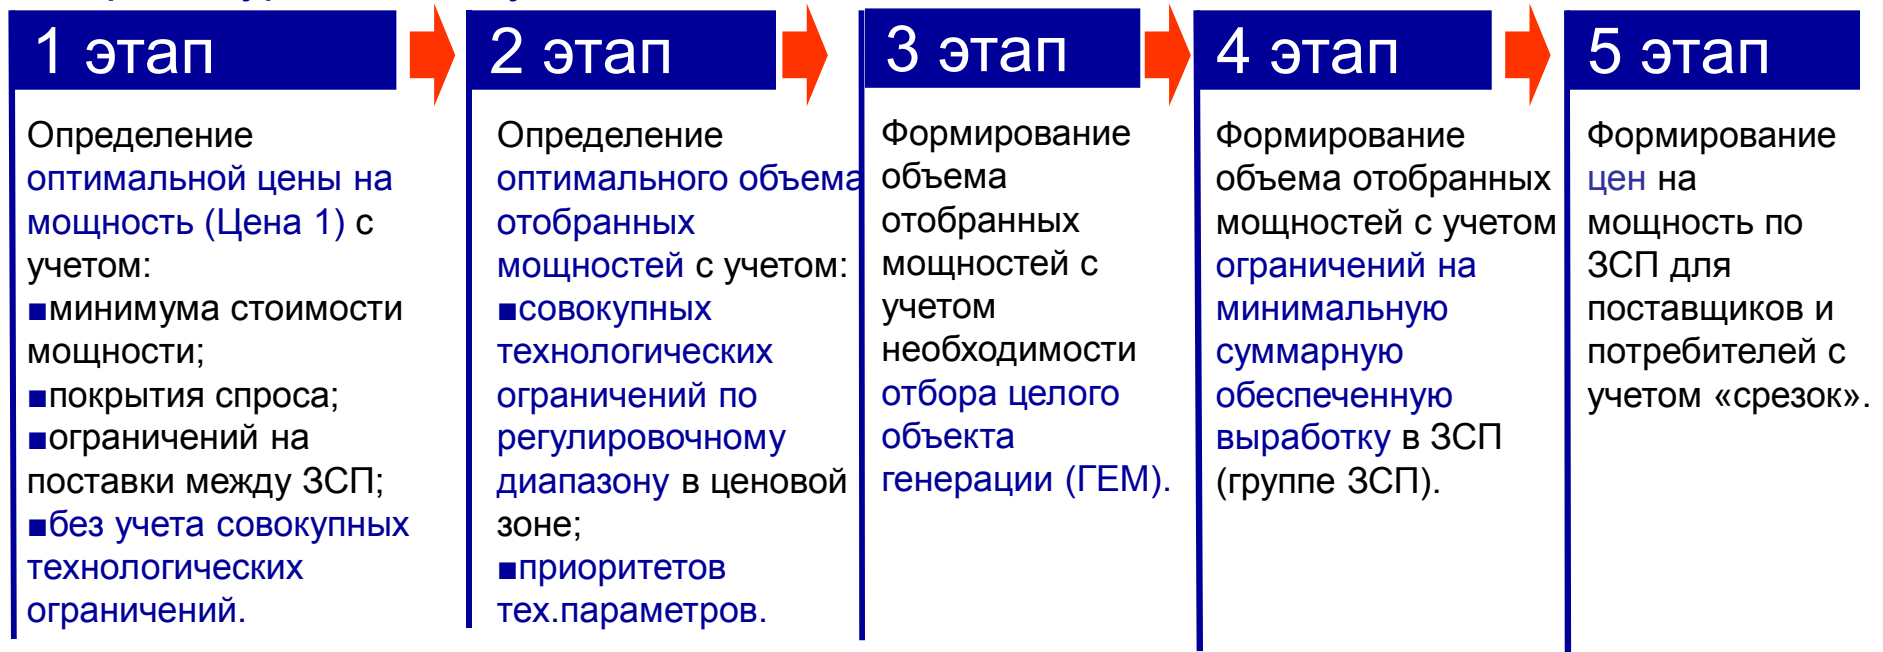 1 этап
Определение
оптимальной цены на
мощность (Цена 1) с
учетом:
■минимума стоимости
мощности;
■покрытия спроса;
■ограничений на
поставки между ЗСП;
■без учета совокупных
технологических
ограничений.
2 этап
Определение
оптимального объема
отобранных
мощностей с учетом:
■совокупных
технологических
ограничений по
регулировочному
диапазону в ценовой
зоне;
■приоритетов
тех.параметров.
3 этап
Формирование
объема
отобранных
мощностей с
учетом
необходимости
отбора целого
объекта
генерации (ГЕМ).
4 этап
Формирование
объема отобранных
мощностей с учетом
ограничений на
минимальную
суммарную
обеспеченную
выработку в ЗСП
(группе ЗСП).
5 этап
Формирование
цен на
мощность по
ЗСП для
поставщиков и
потребителей с
учетом «срезок».